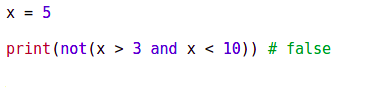 x = 5
print(not(x > 3 and x < 10)) # false